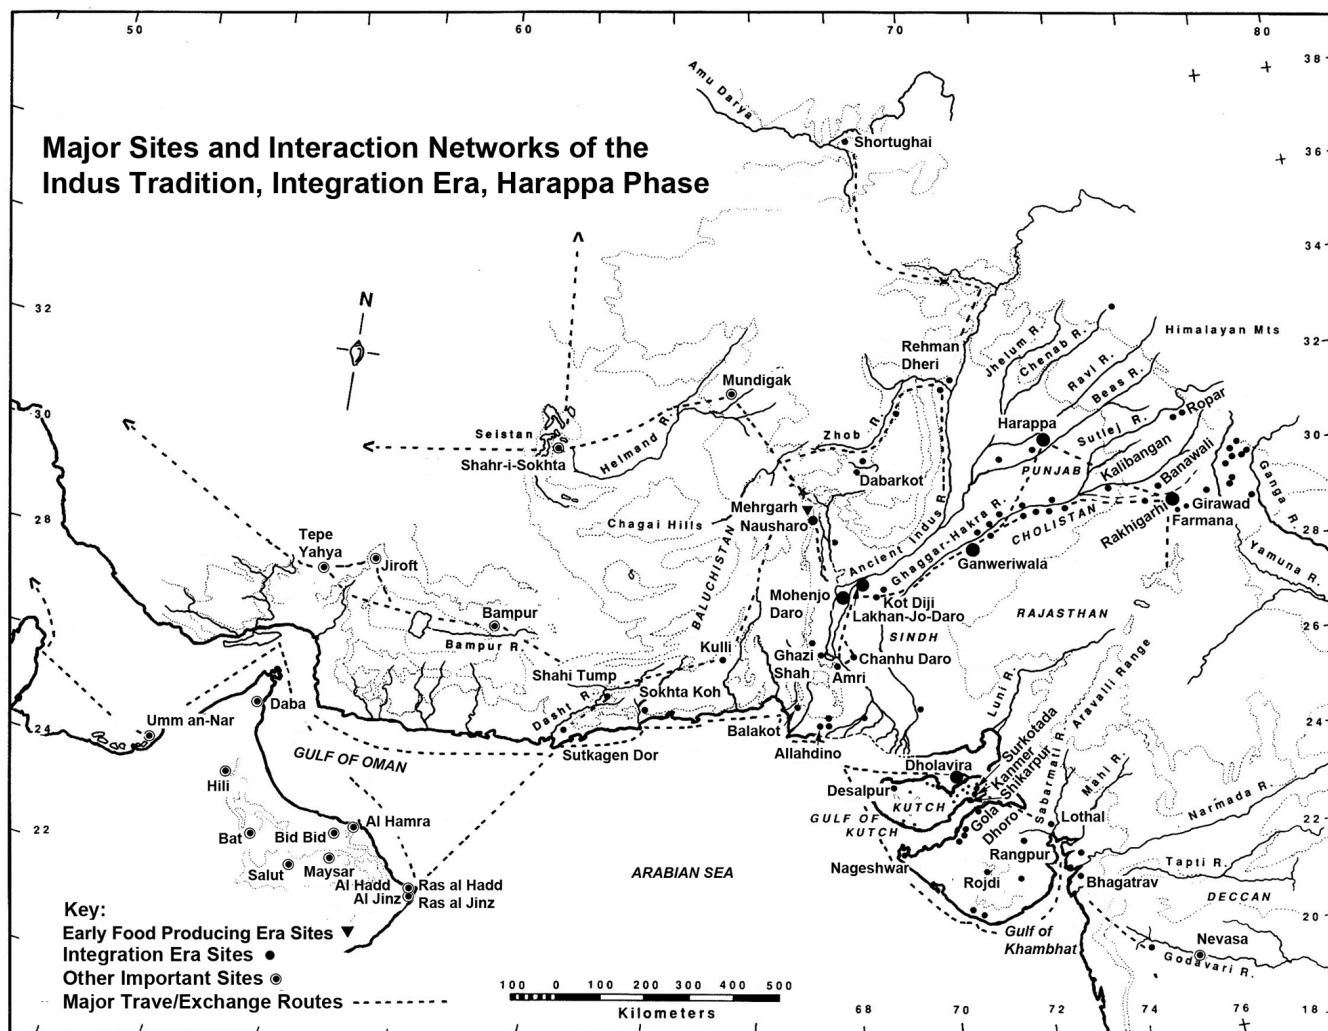 50
60
70
80
38
36
34
32
30
28
26
24
22
20
18
Major Sites and Interaction Networks of the
Indus Tradition, Integration Era, Harappa Phase
N
32
30
28
24
22
Amu Darya
Shortughai
Rehman
Dheri
Jhelum R.
Chenab R.
Ravi R.
Beas R.
Himalayan Mts
Mundigak
Seistan
Shahr-i-Sokhta
Helmand R.
Zhob R.
Dabarkot
Harappa
PUNJAB
Sutlej R.
Ropar
Kalibangan
Banawali
Ganga R.
Chagai Hills
Mehrgarh
Nausharo
Ancient Indus R.
Ghaggar-Hakra R.
CHOLISTAN
Rakhigarhi
Girawad
Farmana
Yamuna R.
Tepe
Yahya
Jiroft
Ganweriwala
BALUCHISTAN
Mohenjo
Daro
Kot Diji
Lakhan-Jo-Daro
RAJASTHAN
Bampur
Bampur R.
SINDH
Kulli
Ghazi
Shah
Chanhu Daro
Amri
Shahi Tump
Sokhta Koh
Dasht R.
Luni R.
Aravalli Range
Umm an-Nar
Daba
Balakot
Allahdino
Sutkagen Dor
GULF OF OMAN
Dholavira
Surkotada
Kanmer
Shikarpur
Sabarmati R.
Mahi R.
Hili
Desalpur
KUTCH
GULF OF
KUTCH
Gola
Dhoro
Lothal
Narmada R.
Al Hamra
Bat
Bid Bid
Salut
Maysar
Nageshwar
Rangpur
Rojdi
Tapti R.
Bhagatrav
DECCAN
ARABIAN SEA
Al Hadd
Al Jinz
Ras al Hadd
Ras al Jinz
Gulf of
Khambhat
Nevasa
Godavari R.
Key:
Early Food Producing Era Sites
Integration Era Sites
Other Important Sites
Major Trave/Exchange Routes
100 0 100 200 300 400 500
Kilometers
68
70
72
74
76